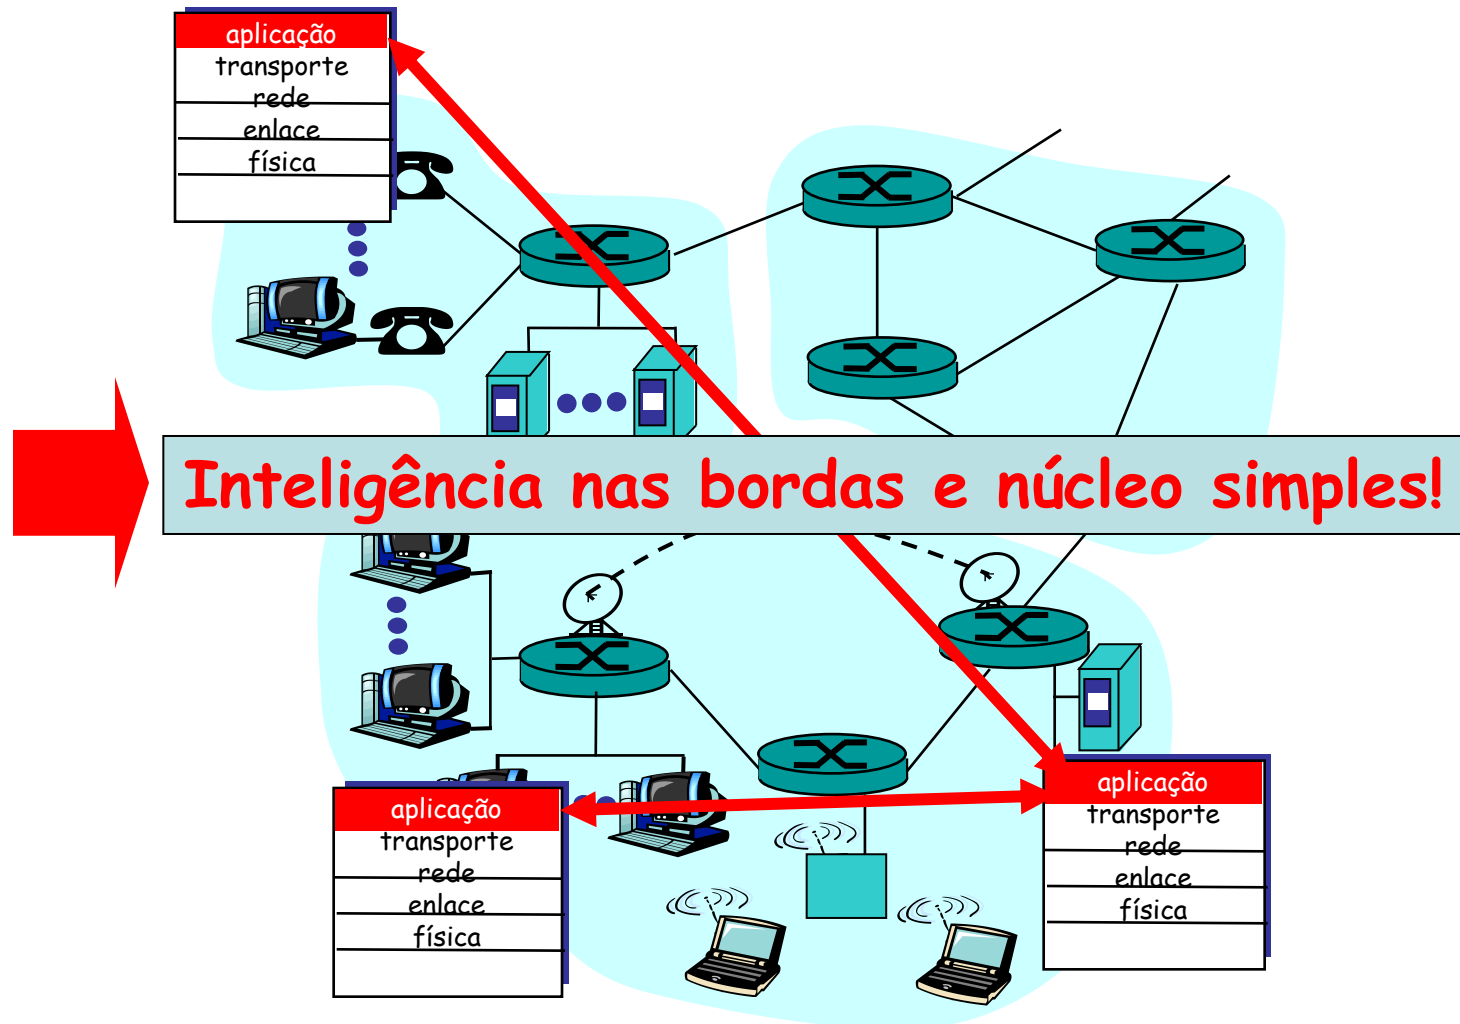 aplicação
transporte
rede
enlace
física
Inteligência nas bordas e núcleo simples!
aplicação
transporte
rede
enlace
física
aplicação
transporte
rede
enlace
física